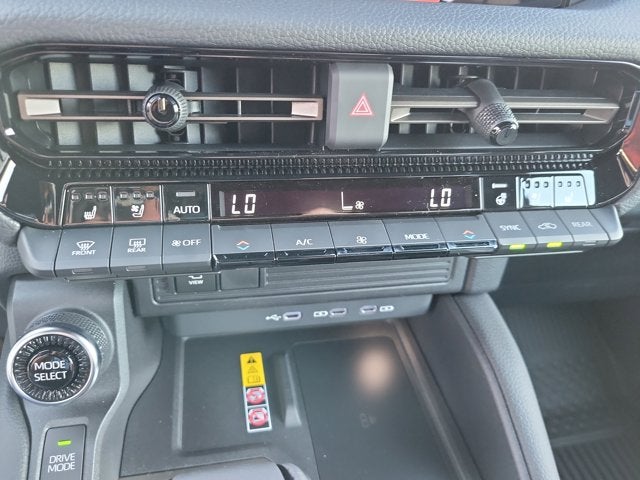 AUTO LO LO
FRONT REAR OFF A/C MODE SYNC REAR
VIEW
MODE
SELECT
DRIVE
MODE